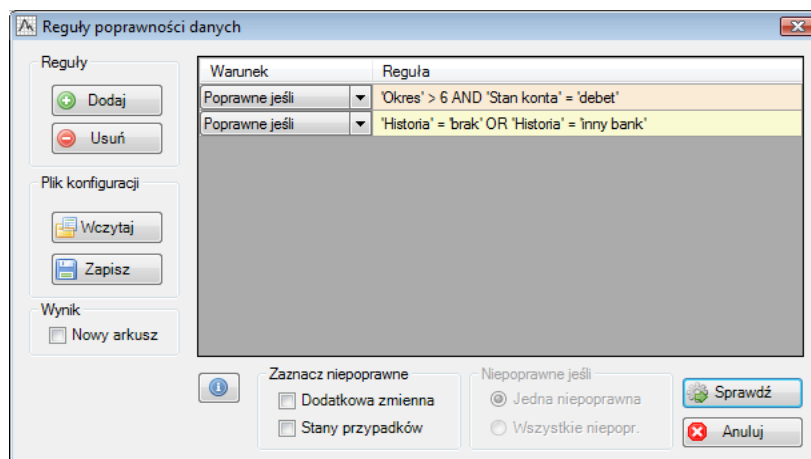 Reguły poprawności danych
Reguły
Dodaj
Usuń
Plik konfiguracji
Wczytaj
Zapisz
Wynik
Nowy arkusz
Warunek Reguła
Poprawne jeśli 'Okres' > 6 AND 'Stan konta' = 'debet'
Poprawne jeśli 'Historia' = 'brak' OR 'Historia' = 'inny bank'
Zaznacz niepoprawne
Dodatkowa zmienna
Stany przypadków
Niepoprawne jeśli
Jedna niepoprawna
Wszystkie niepopr.
Sprawdź
Anuluj